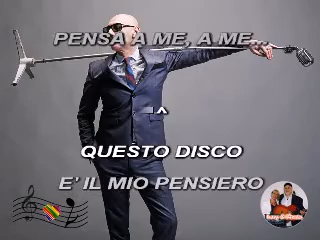 PENSA A ME, A ME
^
QUESTO DISCO
E' IL MIO PENSIERO